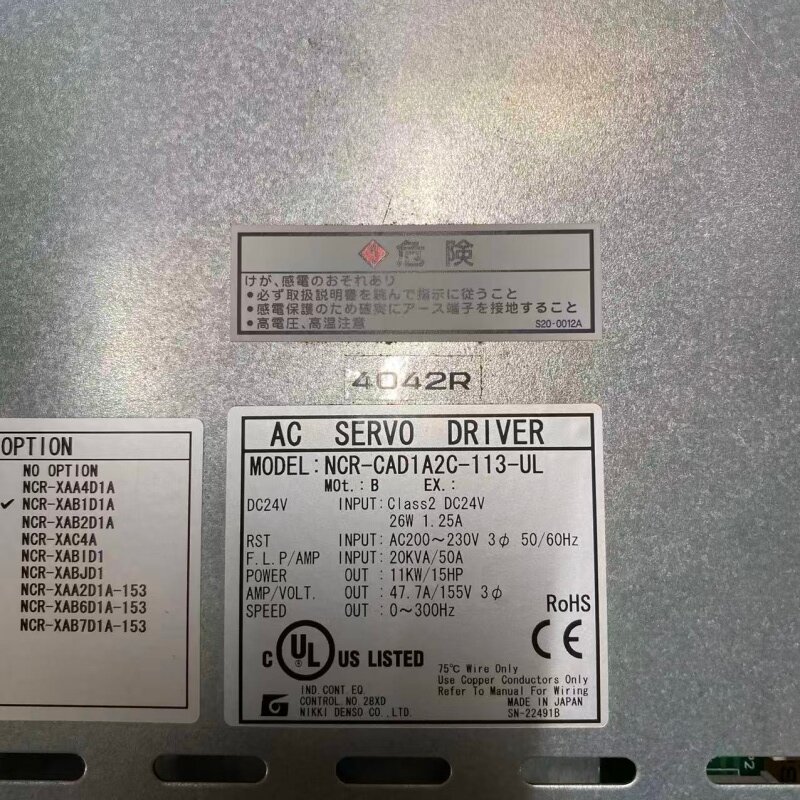 危険
けが、感電のおそれあり
●必ず取扱説明書を読んで指示に従うこと
●感電保護のため確実にアース端子を接地すること
●高電圧、高温注意
S20-0012A
4042R
OPTION
NO OPTION
NCR-XAA4D1A
✓ NCR-XAB1D1A
NCR-XAB2D1A
NCR-XAC4A
NCR-XABID1
NCR-XABJD1
NCR-XAA2D1A-153
NCR-XAB6D1A-153
NCR-XAB7D1A-153
AC SERVO DRIVER
MODEL:NCR-CAD1A2C-113-UL
MOt.: B EX.:
DC24V INPUT: Class2 DC24V
26W 1.25A
RST INPUT: AC200~230V 3φ 50/60Hz
F.L.P/AMP INPUT: 20KVA/50A
POWER OUT : 11KW/15HP
AMP/VOLT. OUT : 47.7A/155V 3φ
SPEED OUT : 0~300Hz
RoHS
C UL US LISTED
CE
IND.CONT.EQ.
CONTROL.NO.28XD
NIKKI DENSO CO.,LTD.
75℃ Wire Only
Use Copper Conductors Only
Refer To Manual For Wiring
MADE IN JAPAN
SN-22491B